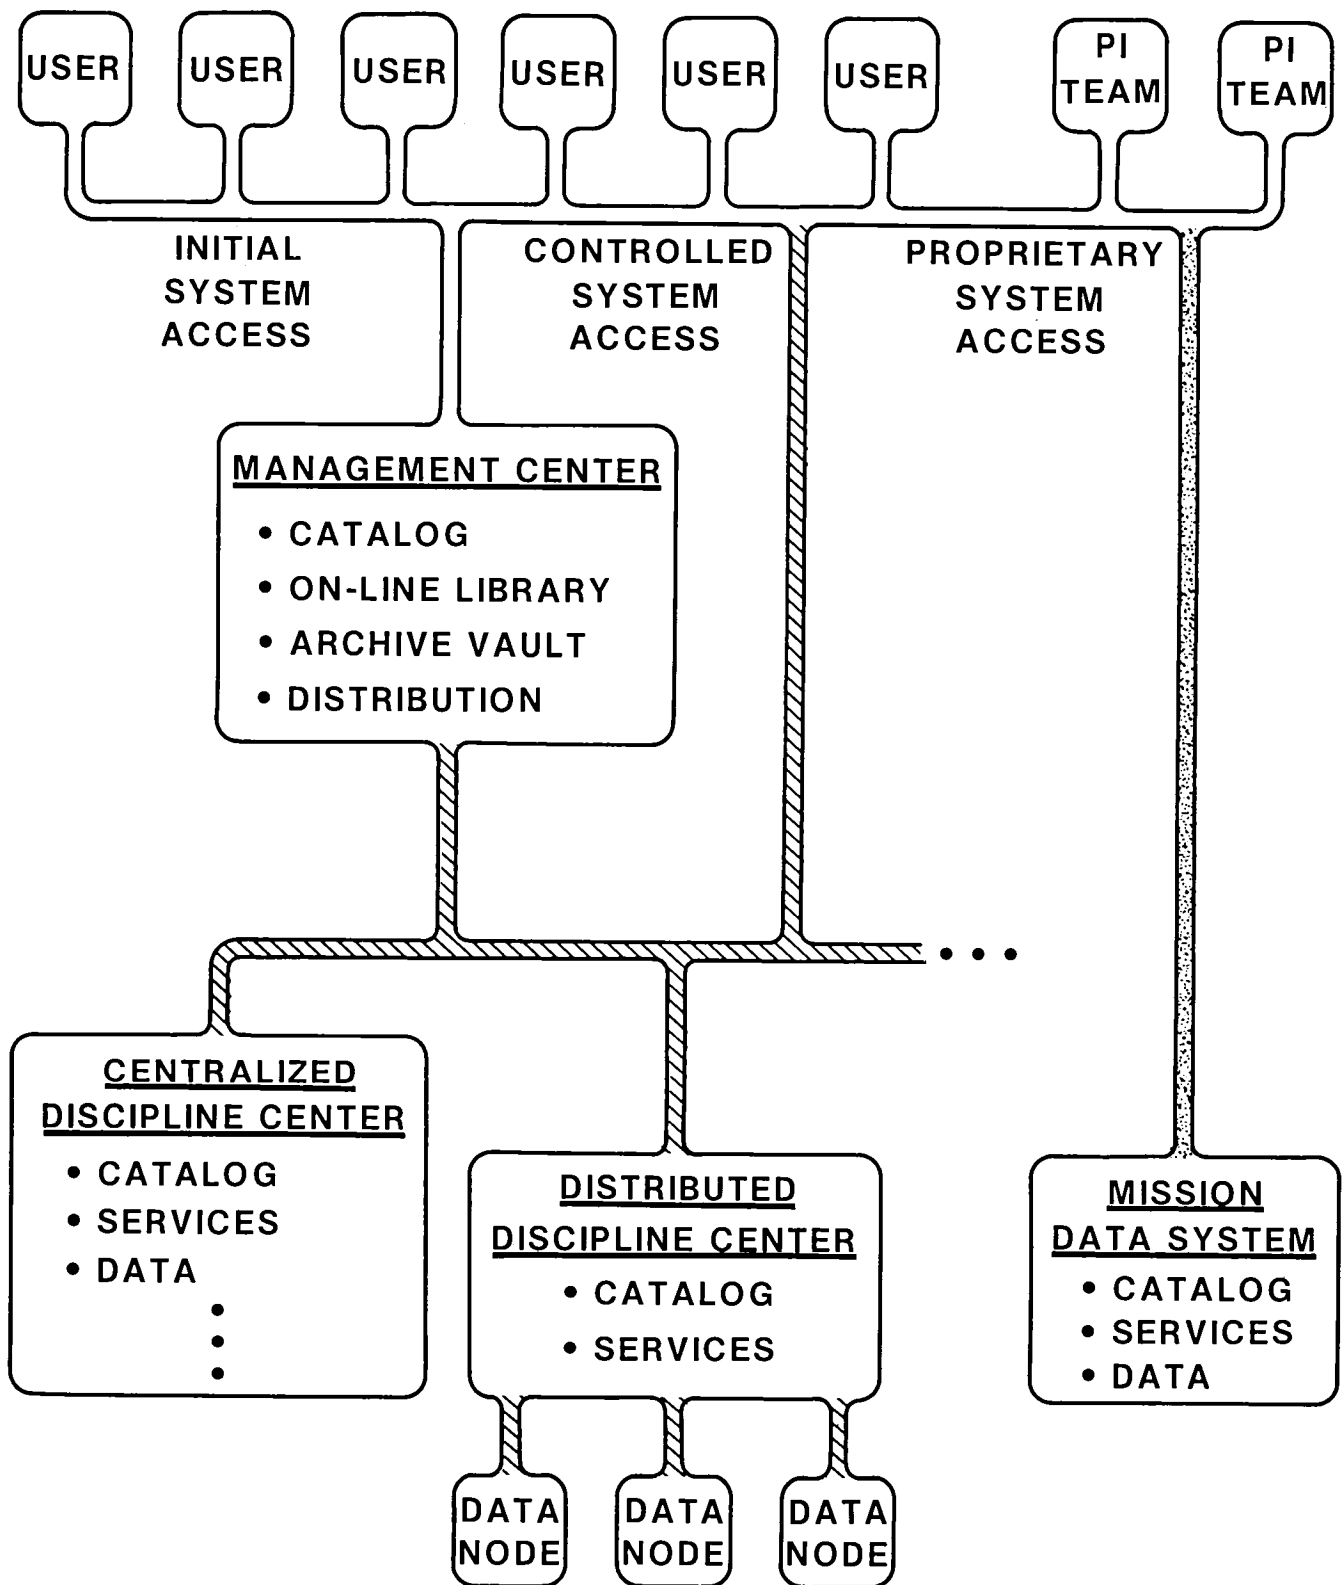 USER
USER
USER
USER
USER
USER
PI
TEAM
PI
TEAM
INITIAL
SYSTEM
ACCESS
CONTROLLED
SYSTEM
ACCESS
PROPRIETARY
SYSTEM
ACCESS
MANAGEMENT CENTER
• CATALOG
• ON-LINE LIBRARY
• ARCHIVE VAULT
• DISTRIBUTION
• • •
CENTRALIZED
DISCIPLINE CENTER
• CATALOG
• SERVICES
• DATA
•
•
•
DISTRIBUTED
DISCIPLINE CENTER
• CATALOG
• SERVICES
MISSION
DATA SYSTEM
• CATALOG
• SERVICES
• DATA
DATA
NODE
DATA
NODE
DATA
NODE